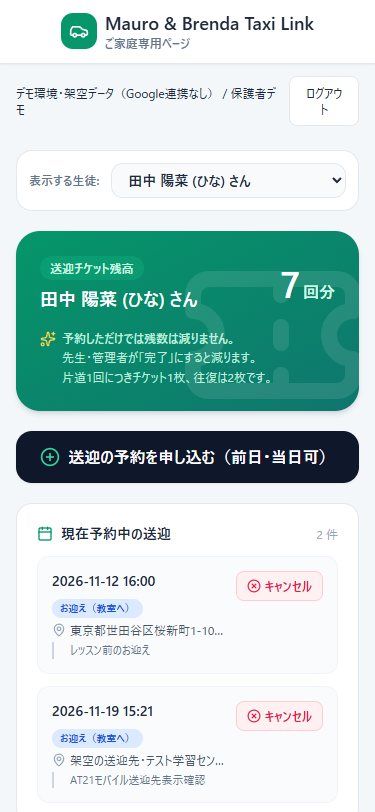 Mauro & Brenda Taxi Link
ご家庭専用ページ
デモ環境・架空データ（Google連携なし） / 保護者デ
モ
ログアウ
ト
表示する生徒:
田中 陽菜 (ひな) さん
送迎チケット残高
田中 陽菜 (ひな) さん
7 回分
予約しただけでは残数は減りません。
先生・管理者が「完了」にすると減ります。
片道1回につきチケット1枚、往復は2枚です。
送迎の予約を申し込む（前日・当日可）
現在予約中の送迎
2 件
2026-11-12 16:00
キャンセル
お迎え（教室へ）
東京都世田谷区桜新町1-10...
レッスン前のお迎え
2026-11-19 15:21
キャンセル
お迎え（教室へ）
架空の送迎先・テスト学習セン...
AT21モバイル送迎先表示確認